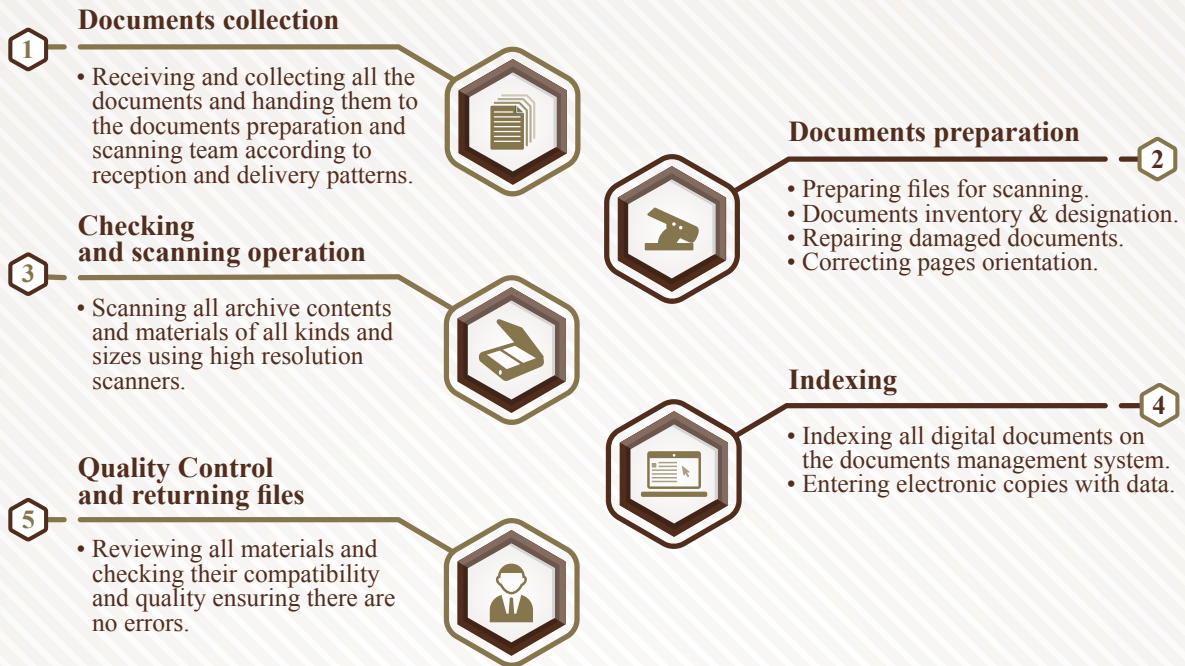 Documents collection
1
• Receiving and collecting all the
documents and handing them to
the documents preparation and
scanning team according to
reception and delivery patterns.
Documents preparation
2
• Preparing files for scanning.
• Documents inventory & designation.
• Repairing damaged documents.
• Correcting pages orientation.
Checking
and scanning operation
3
• Scanning all archive contents
and materials of all kinds and
sizes using high resolution
scanners.
Indexing
4
• Indexing all digital documents on
the documents management system.
• Entering electronic copies with data.
Quality Control
and returning files
5
• Reviewing all materials and
checking their compatibility
and quality ensuring there are
no errors.